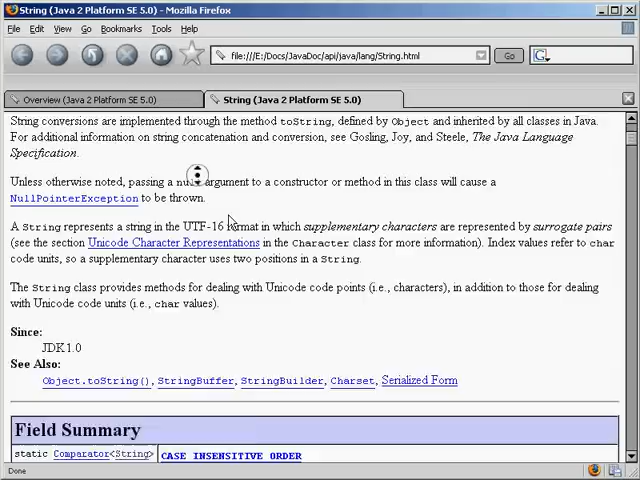 String (Java 2 Platform SE 5.0) - Mozilla Firefox
File Edit View Go Bookmarks Tools Help
file:///E:/Docs/JavaDoc/api/java/lang/String.html Go
Overview (Java 2 Platform SE 5.0) String (Java 2 Platform SE 5.0)
String conversions are implemented through the method toString, defined by Object and inherited by all classes in Java.
For additional information on string concatenation and conversion, see Gosling, Joy, and Steele, The Java Language
Specification.
Unless otherwise noted, passing a null argument to a constructor or method in this class will cause a
NullPointerException to be thrown.
A String represents a string in the UTF-16 format in which supplementary characters are represented by surrogate pairs
(see the section Unicode Character Representations in the Character class for more information). Index values refer to char
code units, so a supplementary character uses two positions in a String.
The String class provides methods for dealing with Unicode code points (i.e., characters), in addition to those for dealing
with Unicode code units (i.e., char values).
Since:
JDK1.0
See Also:
Object.toString(), StringBuffer, StringBuilder, Charset, Serialized Form
Field Summary
static Comparator<String> CASE_INSENSITIVE_ORDER
Done